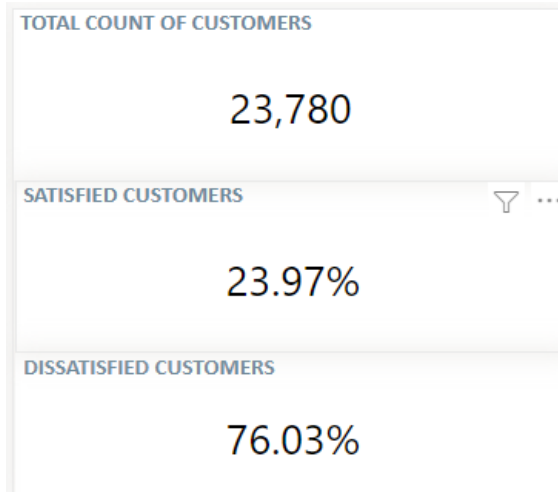 TOTAL COUNT OF CUSTOMERS
23,780
SATISFIED CUSTOMERS
23.97%
DISSATISFIED CUSTOMERS
76.03%